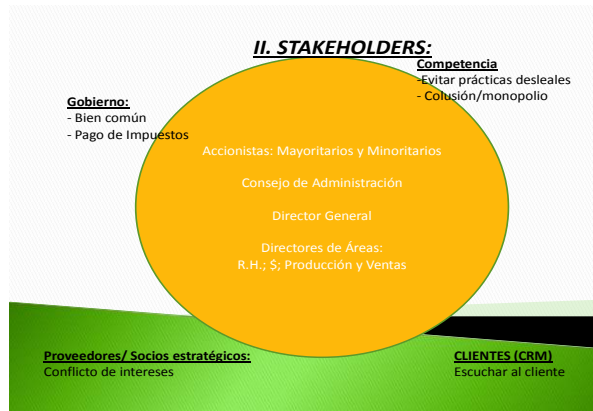 II. STAKEHOLDERS:
Competencia
-Evitar prácticas desleales
- Colusión/monopolio
Gobierno:
- Bien común
- Pago de Impuestos
Accionistas: Mayoritarios y Minoritarios
Consejo de Administración
Director General
Directores de Áreas:
R.H.; $; Producción y Ventas
Proveedores/ Socios estratégicos:
Conflicto de intereses
CLIENTES (CRM)
Escuchar al cliente